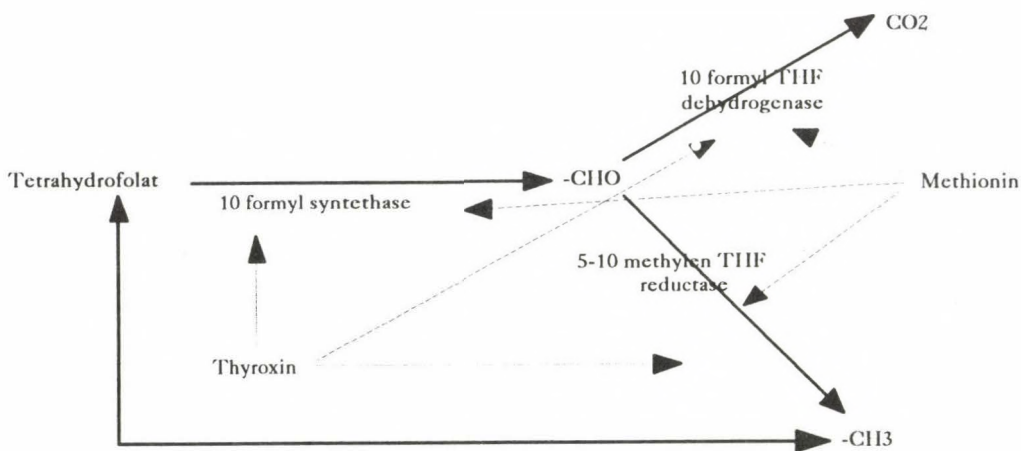 CO2
10 formyl THF
dehydrogenase
Tetrahydrofolat
-CHO
Methionin
10 formyl syntethase
5-10 methylen THF
reductase
Thyroxin
-CH3